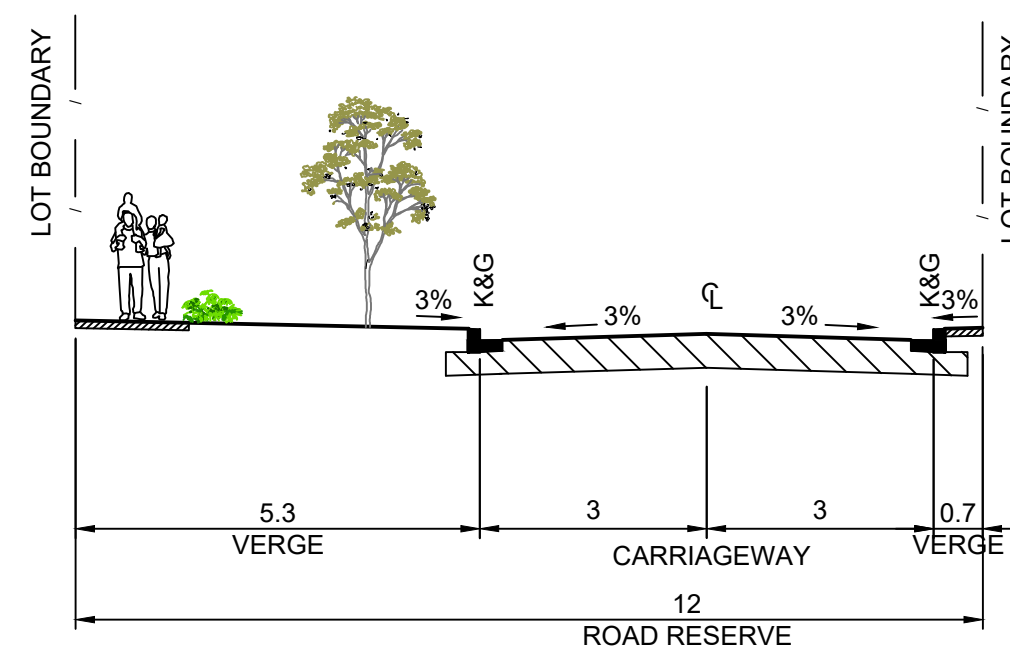 LOT BOUNDARY
LOT BOUNDARY
K&G
K&G
3%
3%
3%
3%
℄
5.3
3
3
0.7
VERGE
CARRIAGEWAY
VERGE
12
ROAD RESERVE